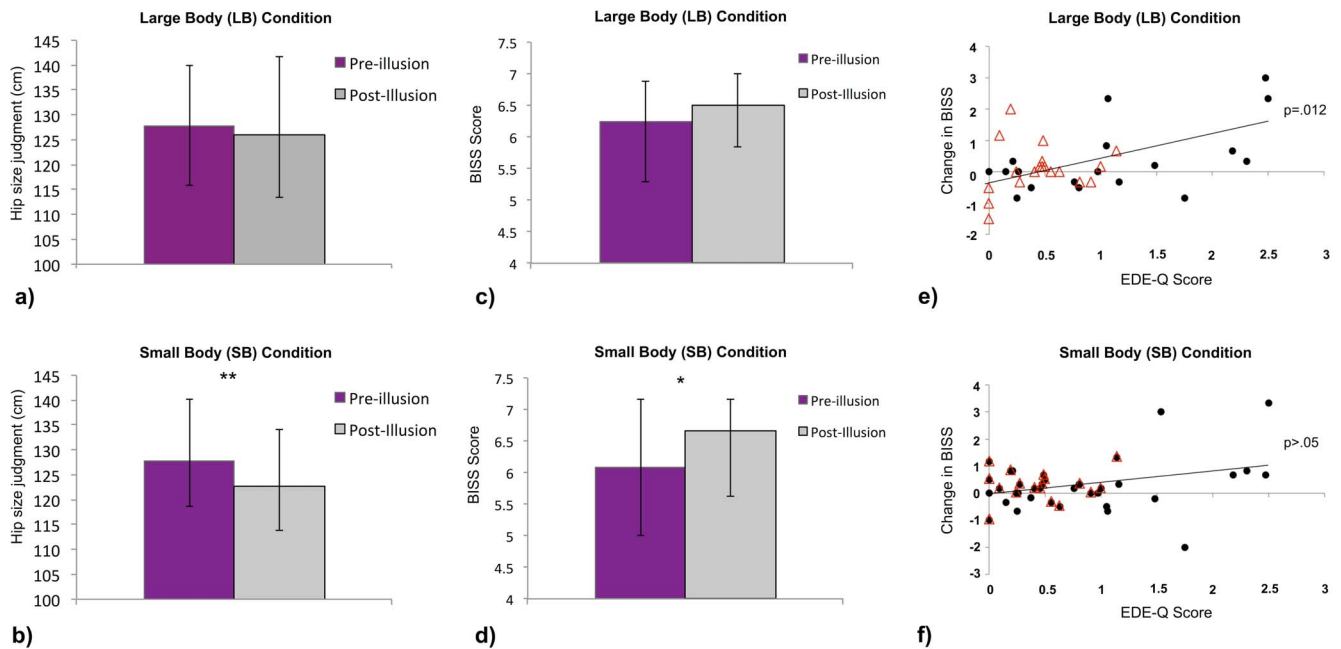 Large Body (LB) Condition
Hip size judgment (cm)
145
140
135
130
125
120
115
110
105
100
Pre-illusion
Post-Illusion
a)
Large Body (LB) Condition
BISS Score
7.5
7
6.5
6
5.5
5
4.5
4
Pre-illusion
Post-Illusion
c)
Large Body (LB) Condition
Change in BISS
4
3
2
1
0
-1
-2
p=.012
0 0.5 1 1.5 2 2.5 3
EDE-Q Score
e)
Small Body (SB) Condition
Hip size judgment (cm)
145
140
135
130
125
120
115
110
105
100
**
Pre-illusion
Post-Illusion
b)
Small Body (SB) Condition
BISS Score
7.5
7
6.5
6
5.5
5
4.5
4
*
Pre-illusion
Post-Illusion
d)
Small Body (SB) Condition
Change in BISS
4
3
2
1
0
-1
-2
-3
p>.05
0 0.5 1 1.5 2 2.5 3
EDE-Q Score
f)